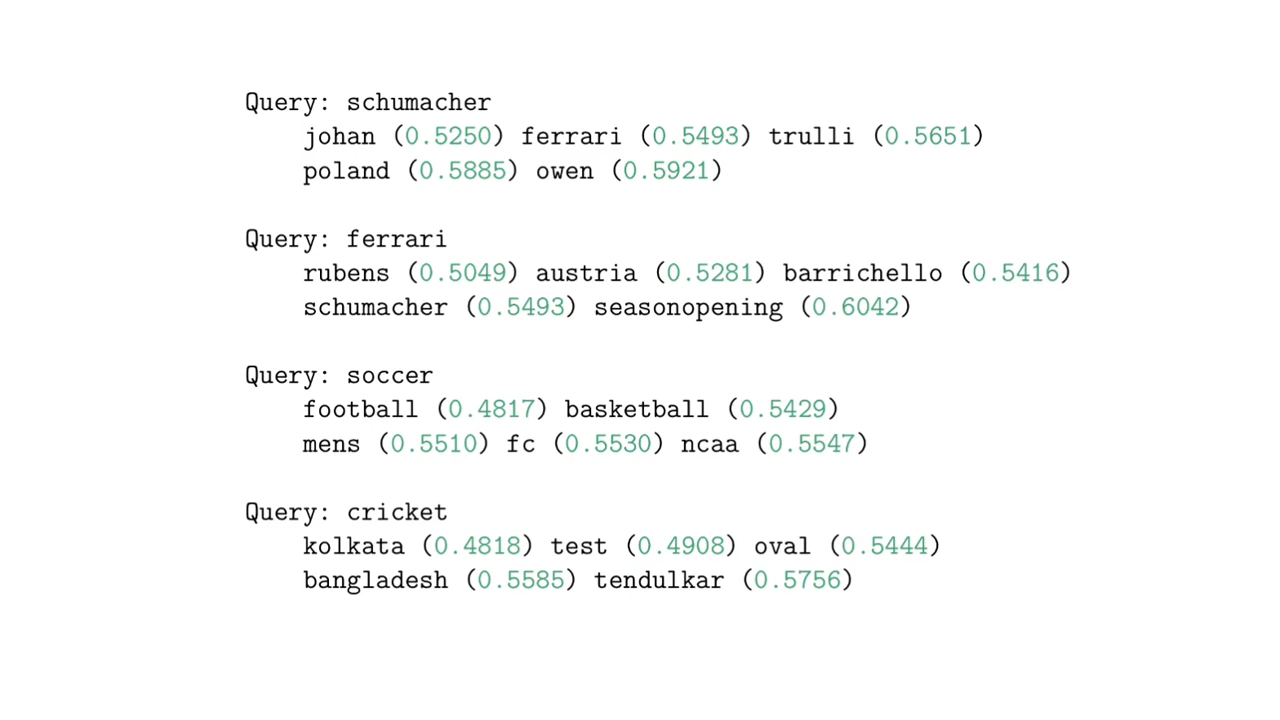 Query: schumacher
johan (0.5250) ferrari (0.5493) trulli (0.5651)
poland (0.5885) owen (0.5921)
Query: ferrari
rubens (0.5049) austria (0.5281) barrichello (0.5416)
schumacher (0.5493) seasonopening (0.6042)
Query: soccer
football (0.4817) basketball (0.5429)
mens (0.5510) fc (0.5530) ncaa (0.5547)
Query: cricket
kolkata (0.4818) test (0.4908) oval (0.5444)
bangladesh (0.5585) tendulkar (0.5756)